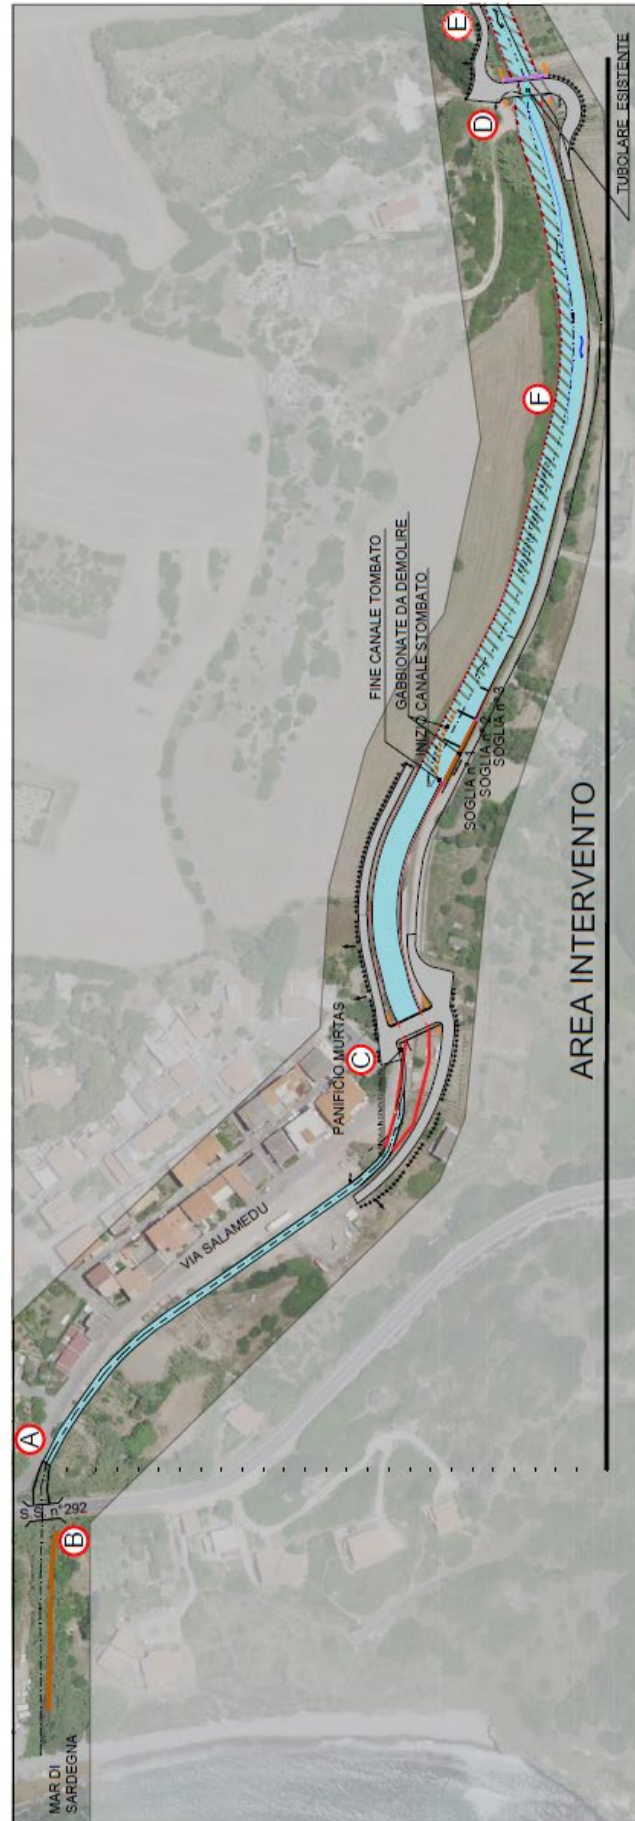 MAR DI
SARDEGNA
B
S.S. n°292
A
VIA SALAMEDU
PANIFICIO MURTAS
C
FINE CANALE TOMBATO
GABBIONATE DA DEMOLIRE
INIZIO CANALE STOMBATO
SOGLIA n° 1
SOGLIA n° 2
SOGLIA n° 3
F
D
E
TUBOLARE ESISTENTE
AREA INTERVENTO